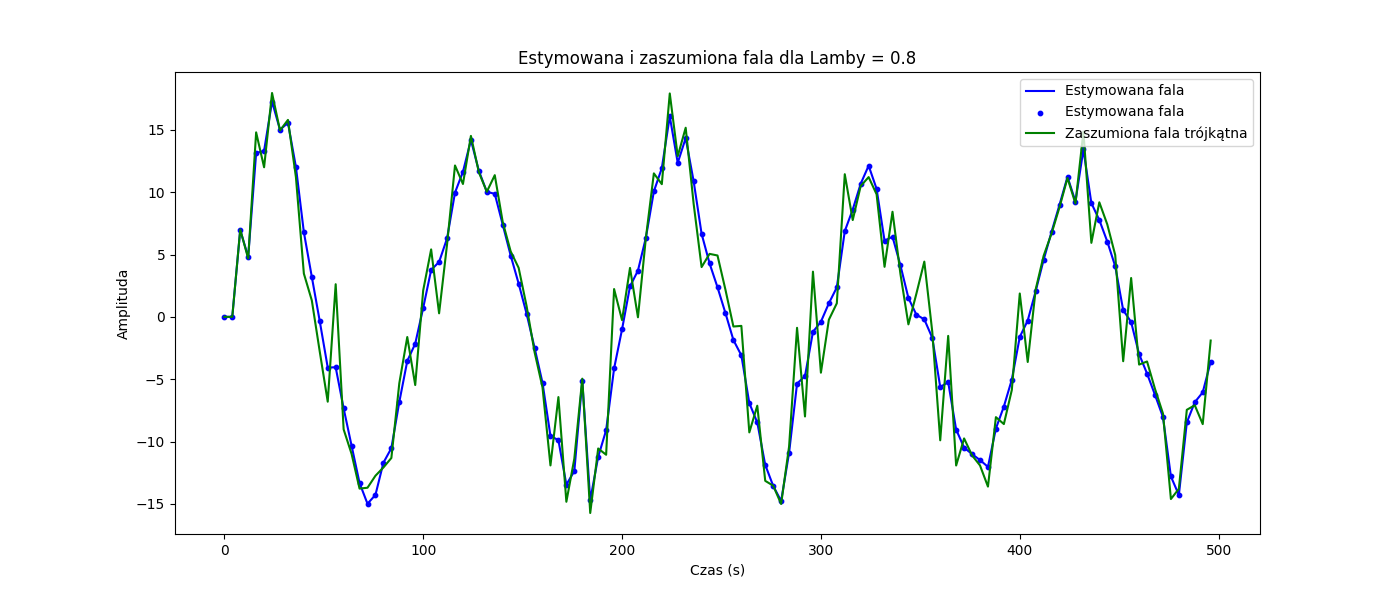 Estymowana i zaszumiona fala dla Lamby = 0.8
Estymowana fala
Estymowana fala
Zaszumiona fala trójkątna
Amplituda
15
10
5
0
−5
−10
−15
0 100 200 300 400 500
Czas (s)